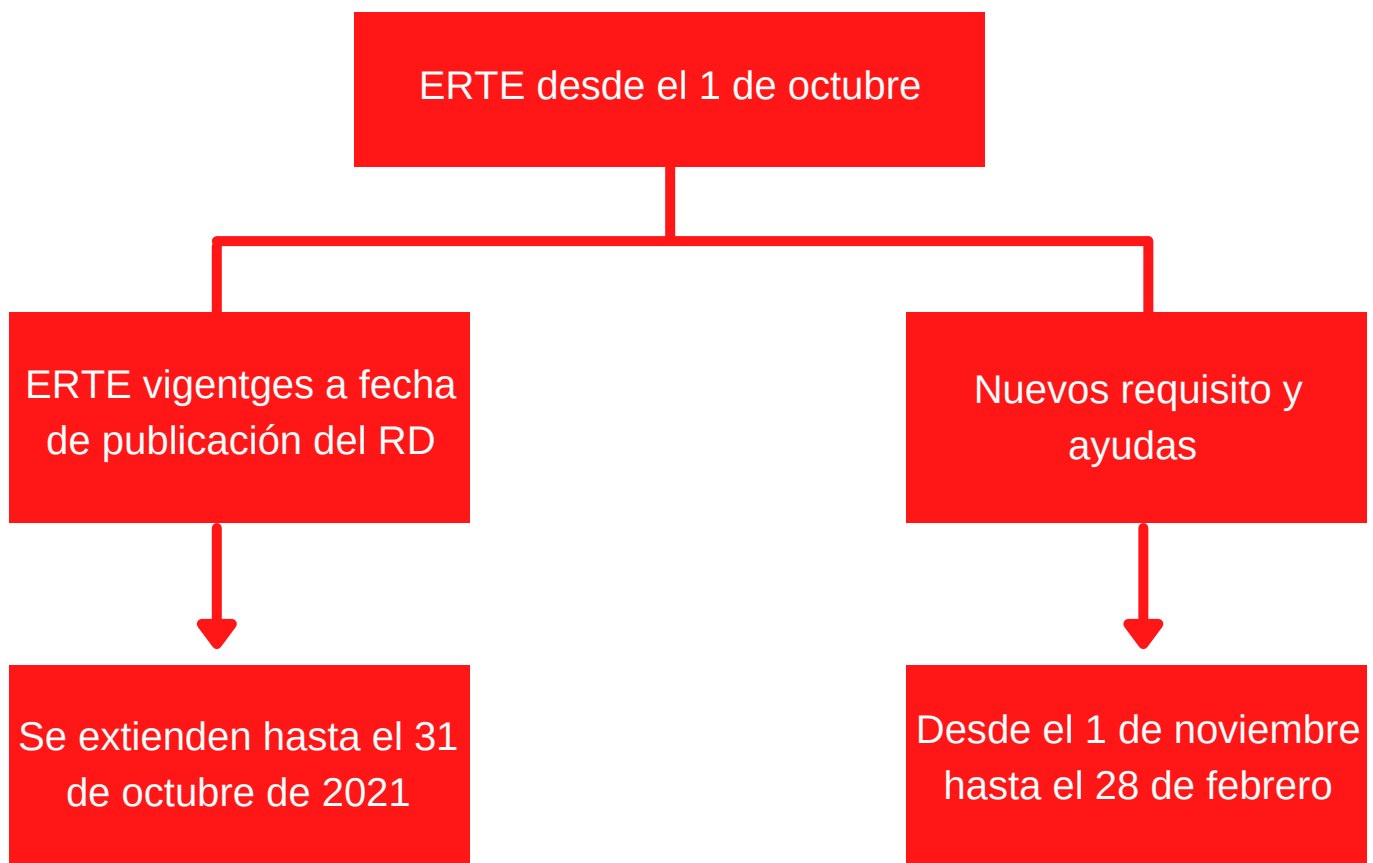 ERTE desde el 1 de octubre
ERTE vigentges a fecha
de publicación del RD
Nuevos requisito y
ayudas
Se extienden hasta el 31
de octubre de 2021
Desde el 1 de noviembre
hasta el 28 de febrero